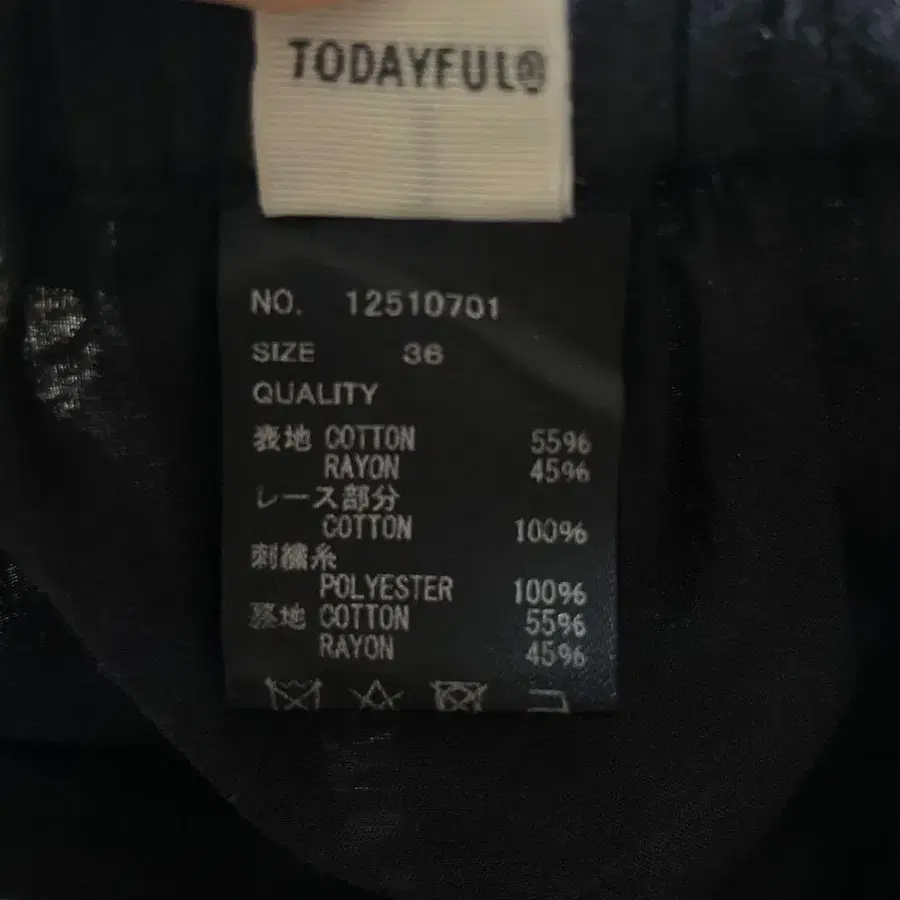 TODAYFUL®
NO. 12510701
SIZE 36
QUALITY
表地 COTTON 55%
RAYON 45%
レース部分
COTTON 100%
刺繍糸
POLYESTER 100%
裏地 COTTON 55%
RAYON 45%